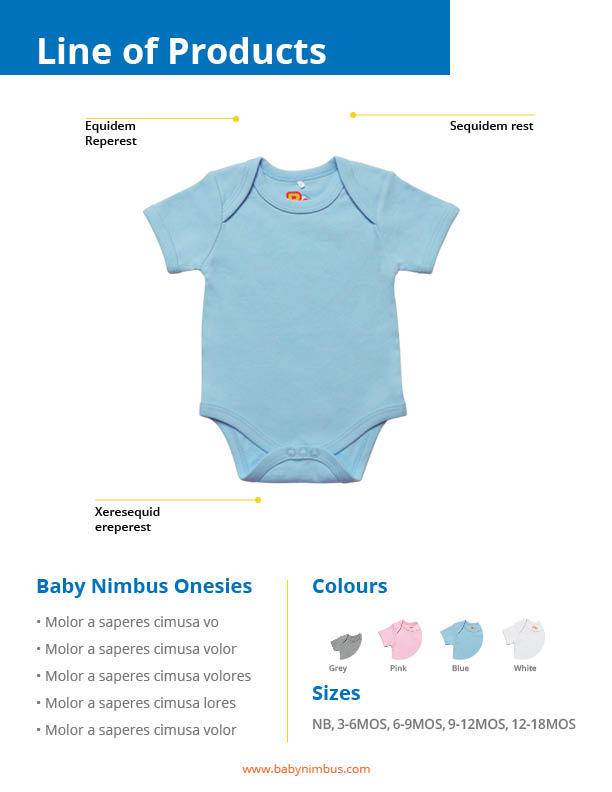 Line of Products
Equidem
Reperest
Sequidem rest
Xeresequid
ereperest
Baby Nimbus Onesies
• Molor a saperes cimusa vo
• Molor a saperes cimusa volor
• Molor a saperes cimusa volores
• Molor a saperes cimusa lores
• Molor a saperes cimusa volor
Colours
Grey Pink Blue White
Sizes
NB, 3-6MOS, 6-9MOS, 9-12MOS, 12-18MOS
www.babynimbus.com